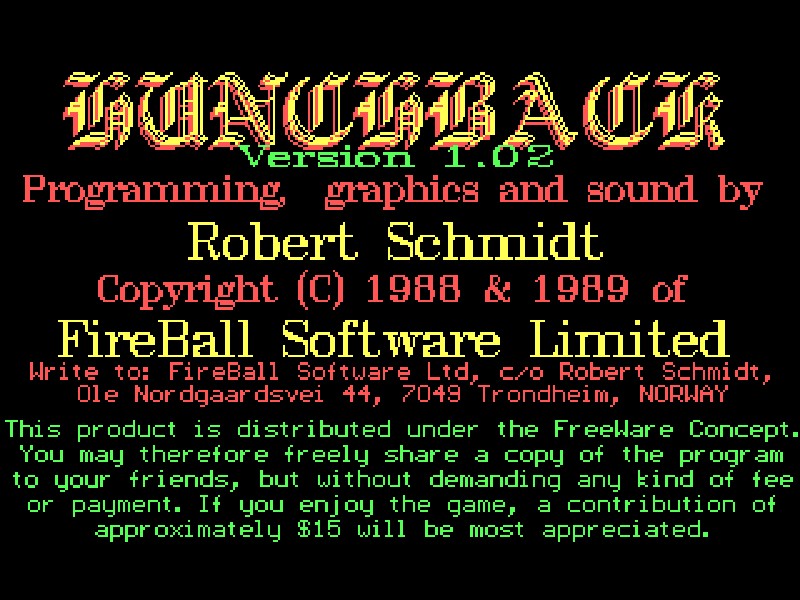 HUNCHBACK
Version 1.02
Programming, graphics and sound by
Robert Schmidt
Copyright (C) 1988 & 1989 of
FireBall Software Limited
Write to: FireBall Software Ltd, c/o Robert Schmidt,
Ole Nordgaardsvei 44, 7049 Trondheim, NORWAY
This product is distributed under the FreeWare Concept.
You may therefore freely share a copy of the program
to your friends, but without demanding any kind of fee
or payment. If you enjoy the game, a contribution of
approximately $15 will be most appreciated.